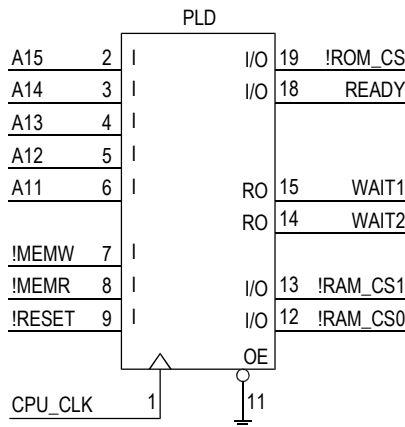 PLD
A15 2 I I/O 19 !ROM_CS
A14 3 I I/O 18 READY
A13 4 I
A12 5 I
A11 6 I RO 15 WAIT1
RO 14 WAIT2
!MEMW 7 I
!MEMR 8 I I/O 13 !RAM_CS1
!RESET 9 I I/O 12 !RAM_CS0
OE
CPU_CLK 1 11